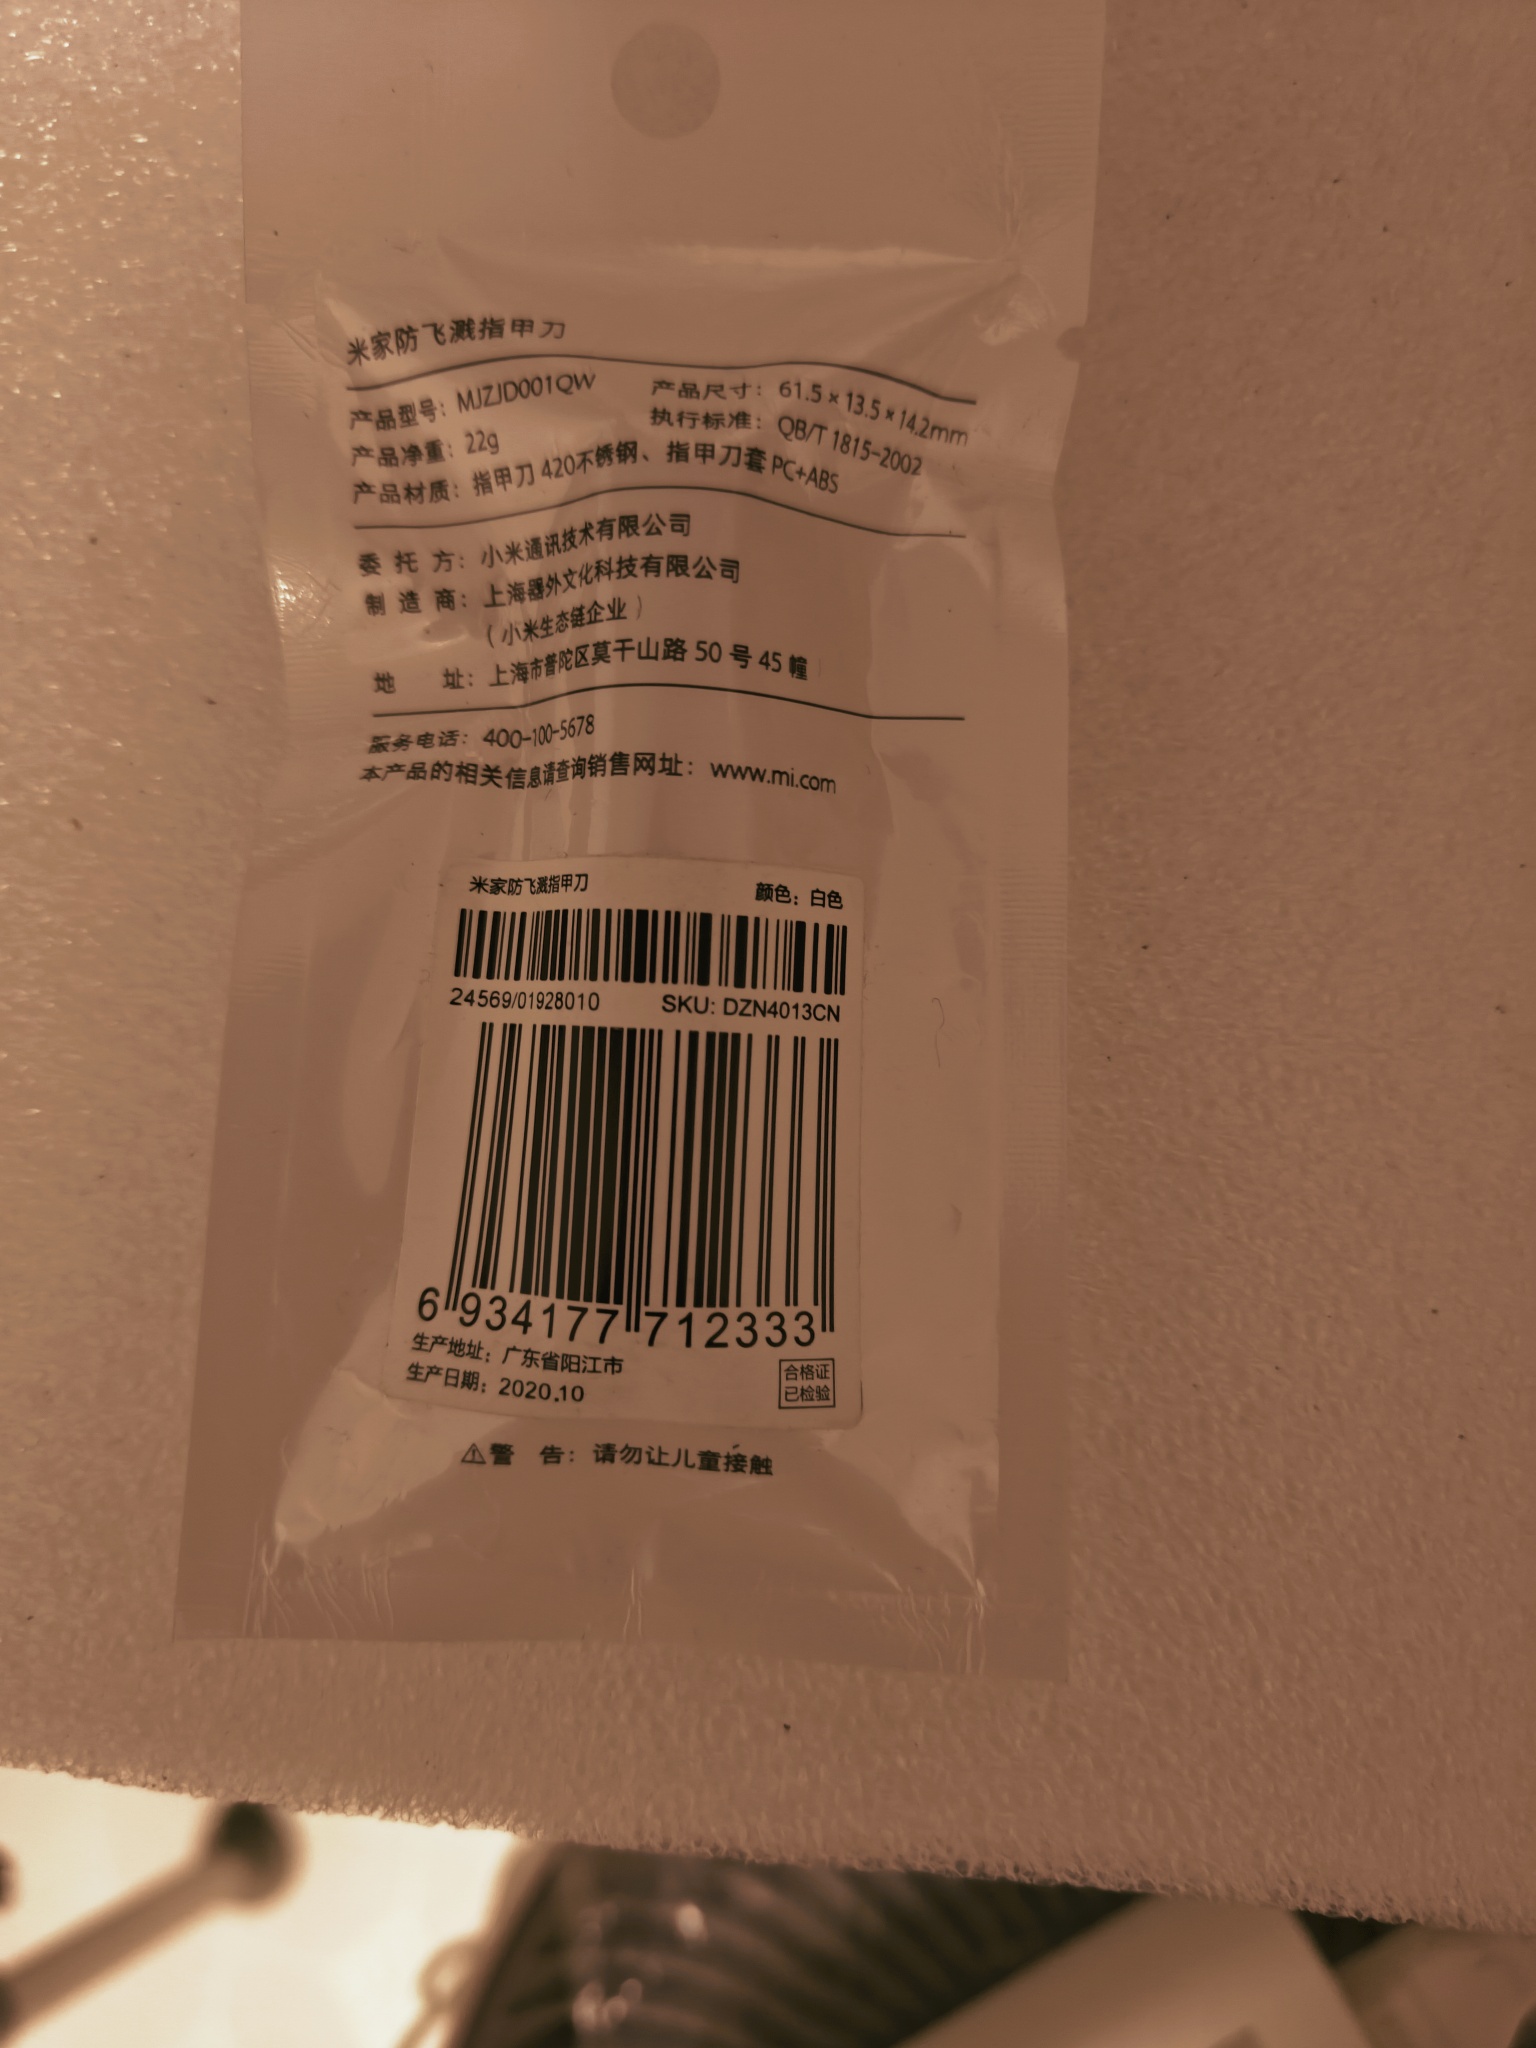 米家防飞溅指甲刀
产品型号：MJZJD001QW 产品尺寸：61.5×13.5×14.2mm
产品净重：22g 执行标准：QB/T 1815-2002
产品材质：指甲刀 420不锈钢、指甲刀套 PC+ABS
委托方：小米通讯技术有限公司
制造商：上海器外文化科技有限公司
（小米生态链企业）
地 址：上海市普陀区莫干山路 50 号 45 幢
服务电话：400-100-5678
本产品的相关信息请查询销售网址：www.mi.com
米家防飞溅指甲刀 颜色：白色
24569/01928010 SKU: DZN4013CN
6 934177 712333
生产地址：广东省阳江市
生产日期：2020.10
合格证
已检验
⚠警 告：请勿让儿童接触